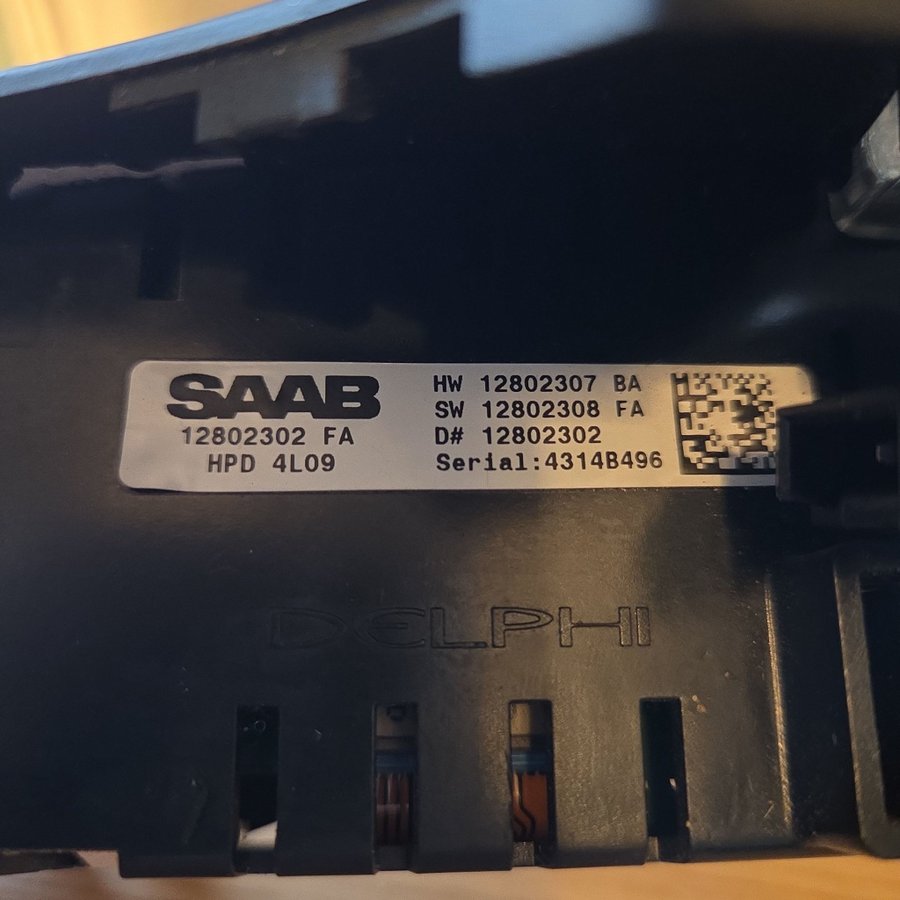 SAAB
12802302 FA
HPD 4L09
HW 12802307 BA
SW 12802308 FA
D# 12802302
Serial:4314B496
DELPHI